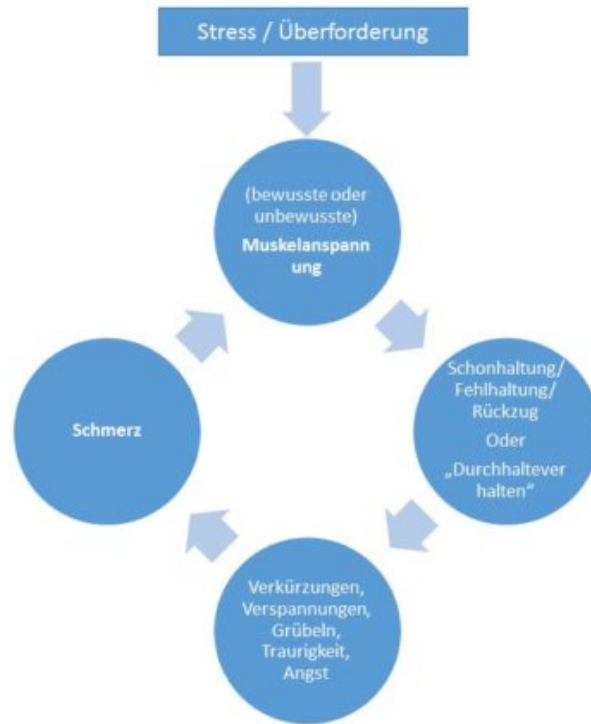 Stress / Überforderung
(bewusste oder
unbewusste)
Muskelanspann
ung
Schonhaltung/
Fehlhaltung/
Rückzug
Oder
„Durchhaltever
halten“
Verkürzungen,
Verspannungen,
Grübeln,
Traurigkeit,
Angst
Schmerz